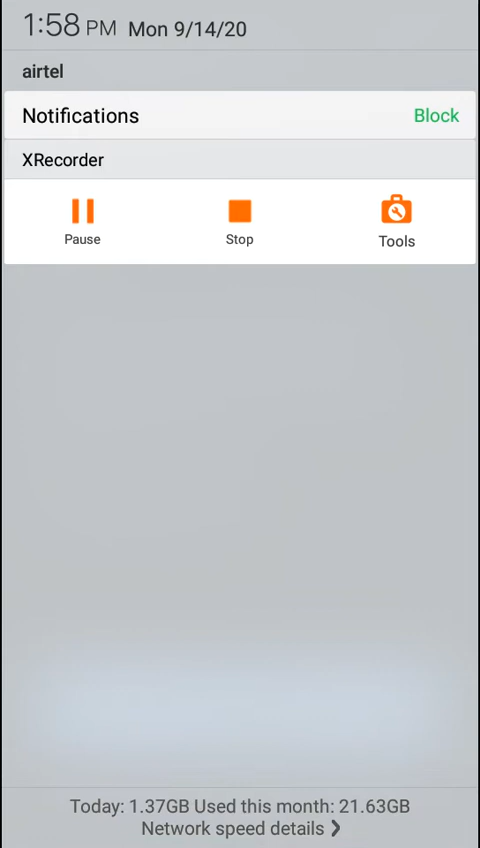 1:58 PM Mon 9/14/20
airtel
Notifications Block
XRecorder
Pause Stop Tools
Today: 1.37GB Used this month: 21.63GB
Network speed details ❯